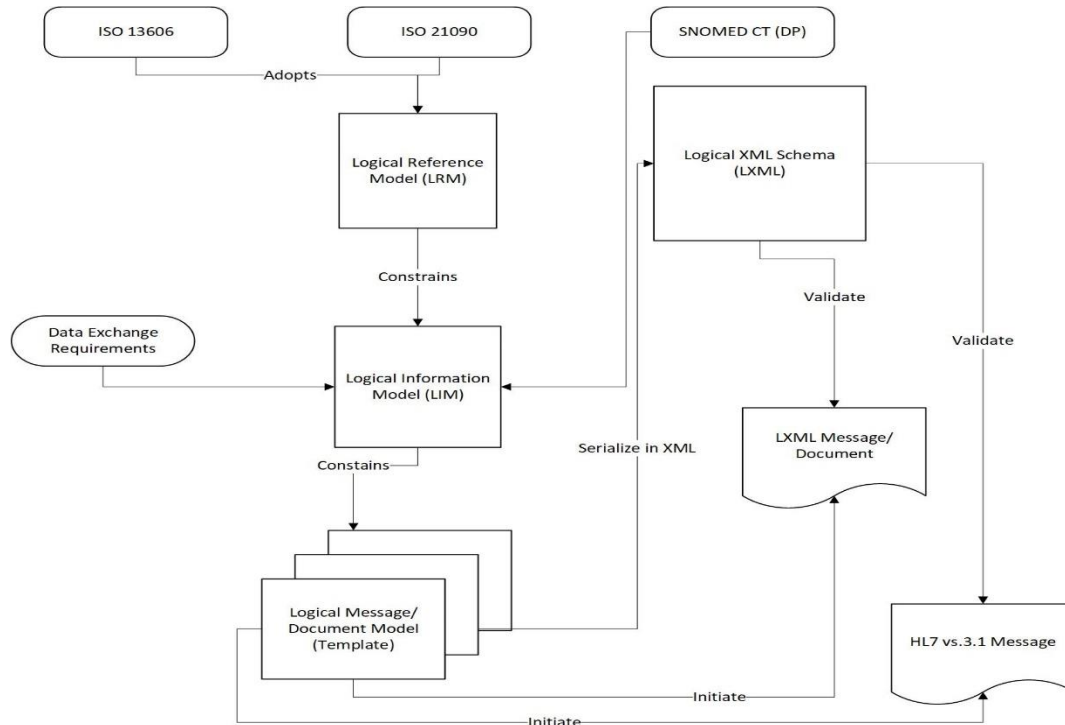 ISO 13606
ISO 21090
SNOMED CT (DP)
Adopts
Logical Reference
Model (LRM)
Logical XML Schema
(LXML)
Constrains
Validate
Data Exchange
Requirements
Validate
Logical Information
Model (LIM)
LXML Message/
Document
Serialize in XML
Constains
Logical Message/
Document Model
(Template)
HL7 vs.3.1 Message
Initiate
Initiate